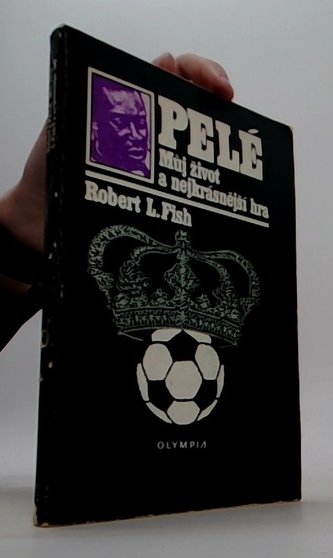 PELÉ
Můj život
a nejkrásnější hra
Robert L. Fish
OLYMPIA